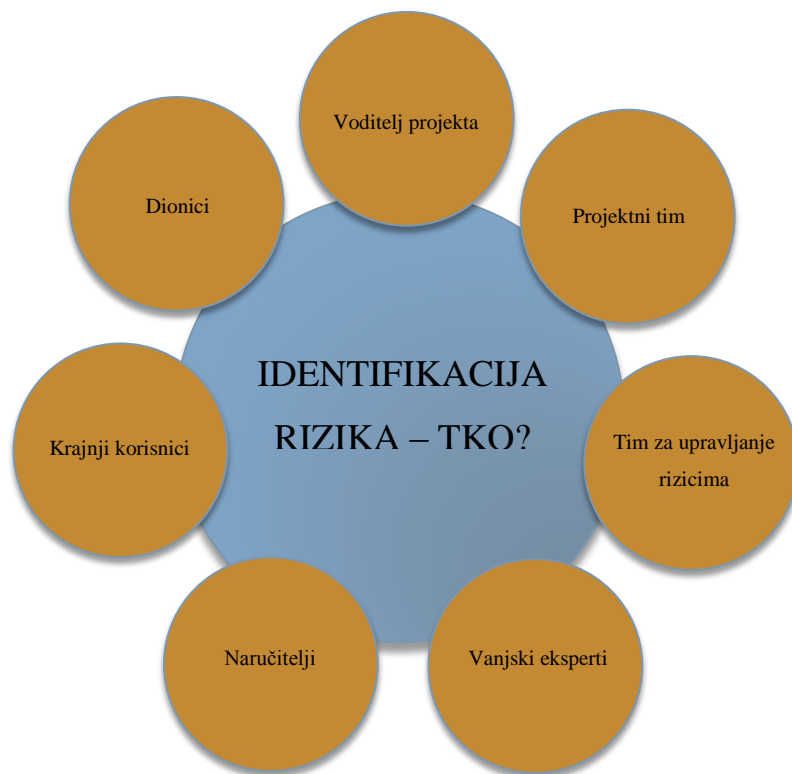 Voditelj projekta
Projektni tim
Tim za upravljanje
rizicima
Vanjski eksperti
Naručitelji
Krajnji korisnici
Dionici
IDENTIFIKACIJA
RIZIKA – TKO?